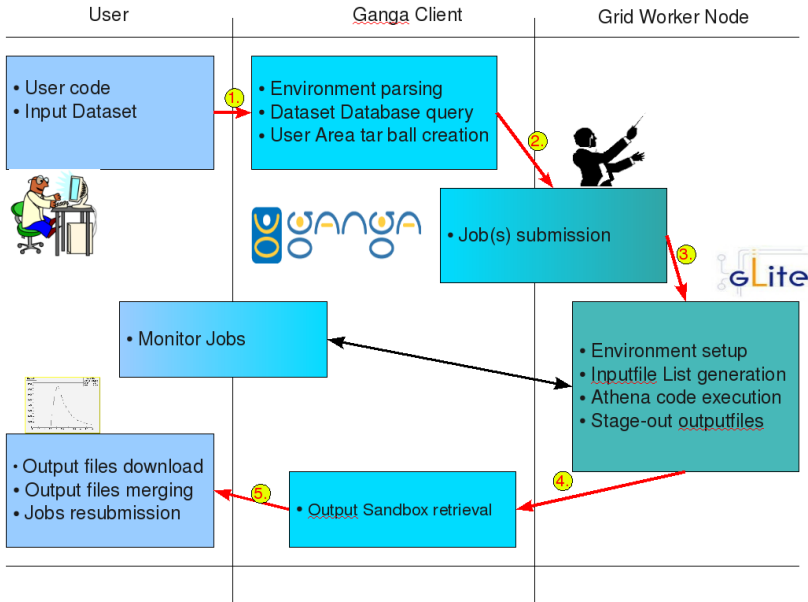 User Ganga Client Grid Worker Node
• User code
• Input Dataset
1.
• Environment parsing
• Dataset Database query
• User Area tar ball creation
2.
• Job(s) submission
3.
GANGA
gLite
• Monitor Jobs
• Environment setup
• Inputfile List generation
• Athena code execution
• Stage-out outputfiles
4.
• Output Sandbox retrieval
5.
• Output files download
• Output files merging
• Jobs resubmission